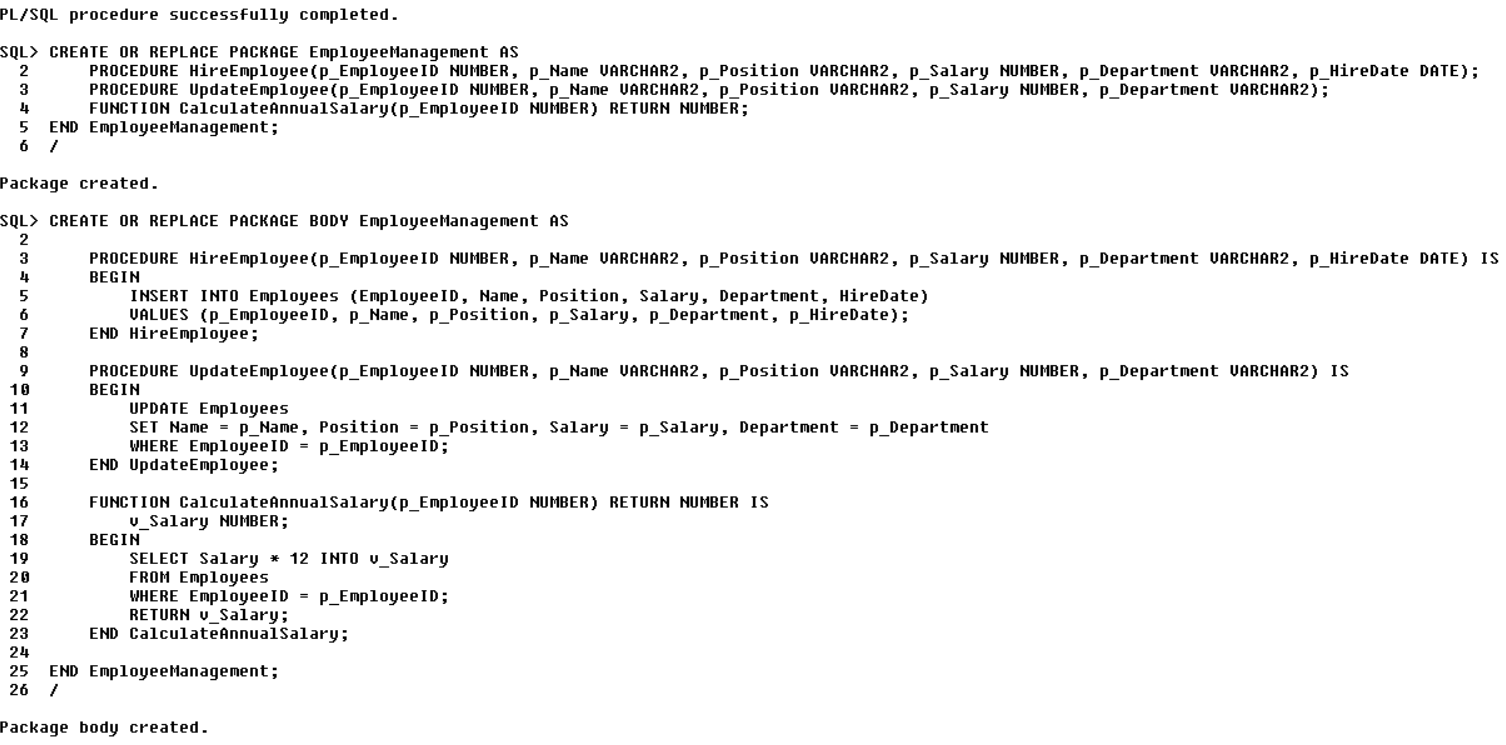 PL/SQL procedure successfully completed.
SQL> CREATE OR REPLACE PACKAGE EmployeeManagement AS
  2      PROCEDURE HireEmployee(p_EmployeeID NUMBER, p_Name VARCHAR2, p_Position VARCHAR2, p_Salary NUMBER, p_Department VARCHAR2, p_HireDate DATE);
  3      PROCEDURE UpdateEmployee(p_EmployeeID NUMBER, p_Name VARCHAR2, p_Position VARCHAR2, p_Salary NUMBER, p_Department VARCHAR2);
  4      FUNCTION CalculateAnnualSalary(p_EmployeeID NUMBER) RETURN NUMBER;
  5  END EmployeeManagement;
  6  /
Package created.
SQL> CREATE OR REPLACE PACKAGE BODY EmployeeManagement AS
  2
  3      PROCEDURE HireEmployee(p_EmployeeID NUMBER, p_Name VARCHAR2, p_Position VARCHAR2, p_Salary NUMBER, p_Department VARCHAR2, p_HireDate DATE) IS
  4      BEGIN
  5          INSERT INTO Employees (EmployeeID, Name, Position, Salary, Department, HireDate)
  6          VALUES (p_EmployeeID, p_Name, p_Position, p_Salary, p_Department, p_HireDate);
  7      END HireEmployee;
  8
  9      PROCEDURE UpdateEmployee(p_EmployeeID NUMBER, p_Name VARCHAR2, p_Position VARCHAR2, p_Salary NUMBER, p_Department VARCHAR2) IS
 10      BEGIN
 11          UPDATE Employees
 12          SET Name = p_Name, Position = p_Position, Salary = p_Salary, Department = p_Department
 13          WHERE EmployeeID = p_EmployeeID;
 14      END UpdateEmployee;
 15
 16      FUNCTION CalculateAnnualSalary(p_EmployeeID NUMBER) RETURN NUMBER IS
 17          v_Salary NUMBER;
 18      BEGIN
 19          SELECT Salary * 12 INTO v_Salary
 20          FROM Employees
 21          WHERE EmployeeID = p_EmployeeID;
 22          RETURN v_Salary;
 23      END CalculateAnnualSalary;
 24
 25  END EmployeeManagement;
 26  /
Package body created.